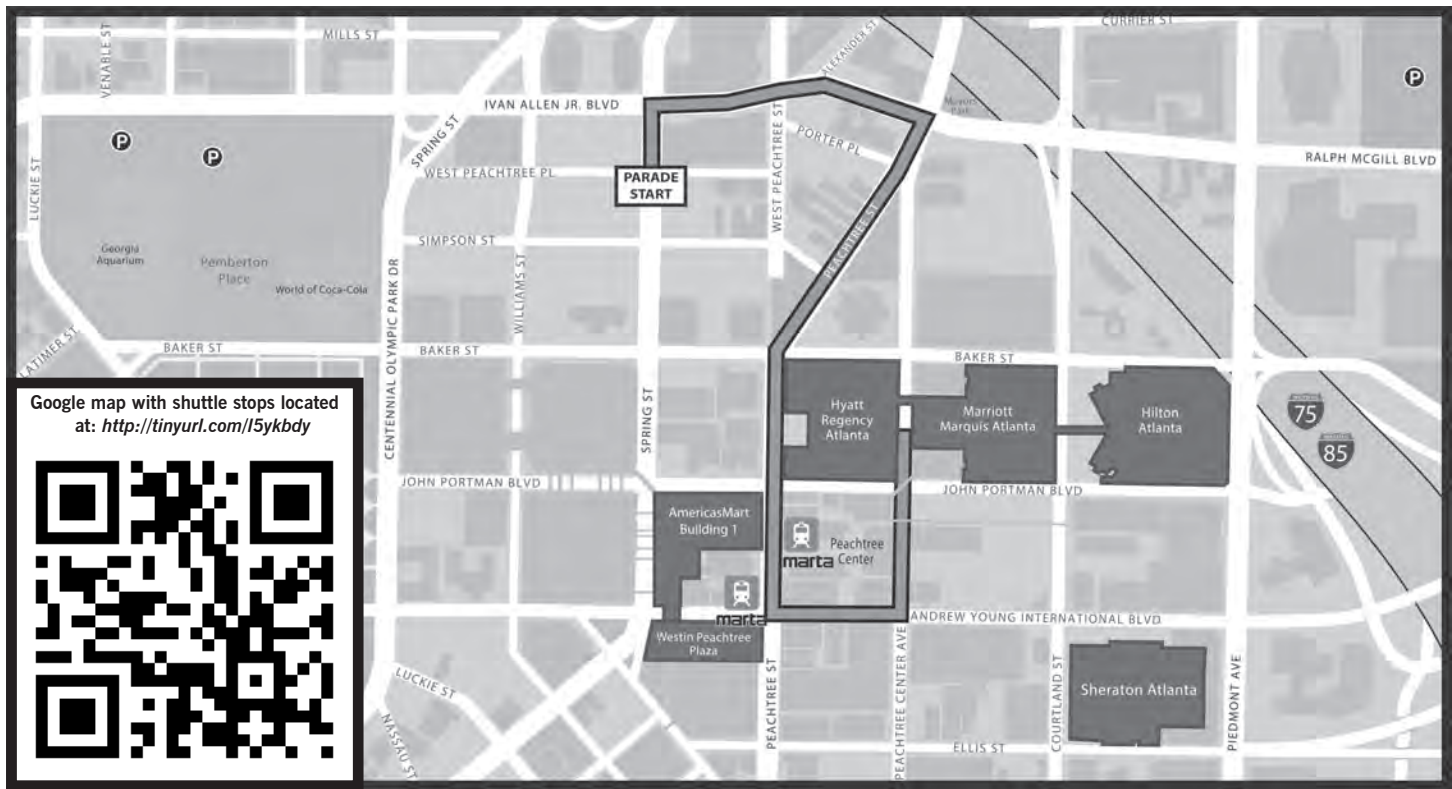 CURRIER ST
MILLS ST
VENABLE ST
ALEXANDER ST
P
IVAN ALLEN JR. BLVD
SPRING ST
WEST PEACHTREE ST
PORTER PL
RALPH MCGILL BLVD
P
P
LUCKIE ST
WEST PEACHTREE PL
PARADE
START
SIMPSON ST
PEACHTREE ST
Georgia
Aquarium
Pemberton
Place
World of Coca-Cola
CENTENNIAL OLYMPIC PARK DR
WILLIAMS ST
LATIMER ST
BAKER ST
BAKER ST
BAKER ST
Google map with shuttle stops located
at: http://tinyurl.com/l5ykbdy
SPRING ST
Hyatt
Regency
Atlanta
Marriott
Marquis Atlanta
Hilton
Atlanta
75
85
JOHN PORTMAN BLVD
JOHN PORTMAN BLVD
AmericasMart
Building 1
marta
Peachtree
Center
marta
ANDREW YOUNG INTERNATIONAL BLVD
Westin Peachtree
Plaza
LUCKIE ST
NASSAU ST
PEACHTREE ST
PEACHTREE CENTER AVE
COURTLAND ST
Sheraton Atlanta
PIEDMONT AVE
ELLIS ST